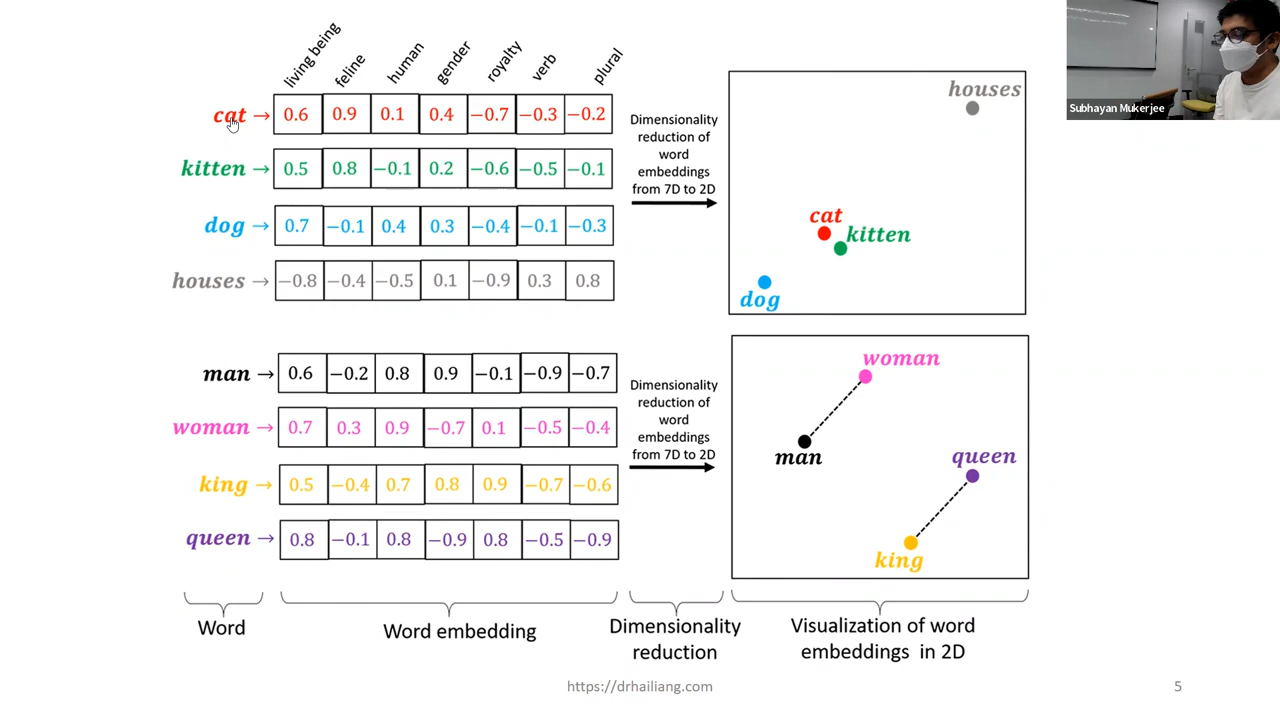 living being feline human gender royalty verb plural
cat → 0.6 0.9 0.1 0.4 −0.7 −0.3 −0.2
kitten → 0.5 0.8 −0.1 0.2 −0.6 −0.5 −0.1
dog → 0.7 −0.1 0.4 0.3 −0.4 −0.1 −0.3
houses → −0.8 −0.4 −0.5 0.1 −0.9 0.3 0.8
Dimensionality
reduction of
word
embeddings
from 7D to 2D
houses
cat
kitten
dog
Subhayan Mukerjee
man → 0.6 −0.2 0.8 0.9 −0.1 −0.9 −0.7
woman → 0.7 0.3 0.9 −0.7 0.1 −0.5 −0.4
king → 0.5 −0.4 0.7 0.8 0.9 −0.7 −0.6
queen → 0.8 −0.1 0.8 −0.9 0.8 −0.5 −0.9
Dimensionality
reduction of
word
embeddings
from 7D to 2D
woman
man
queen
king
Word
Word embedding
Dimensionality
reduction
Visualization of word
embeddings in 2D
https://drhailiang.com
5